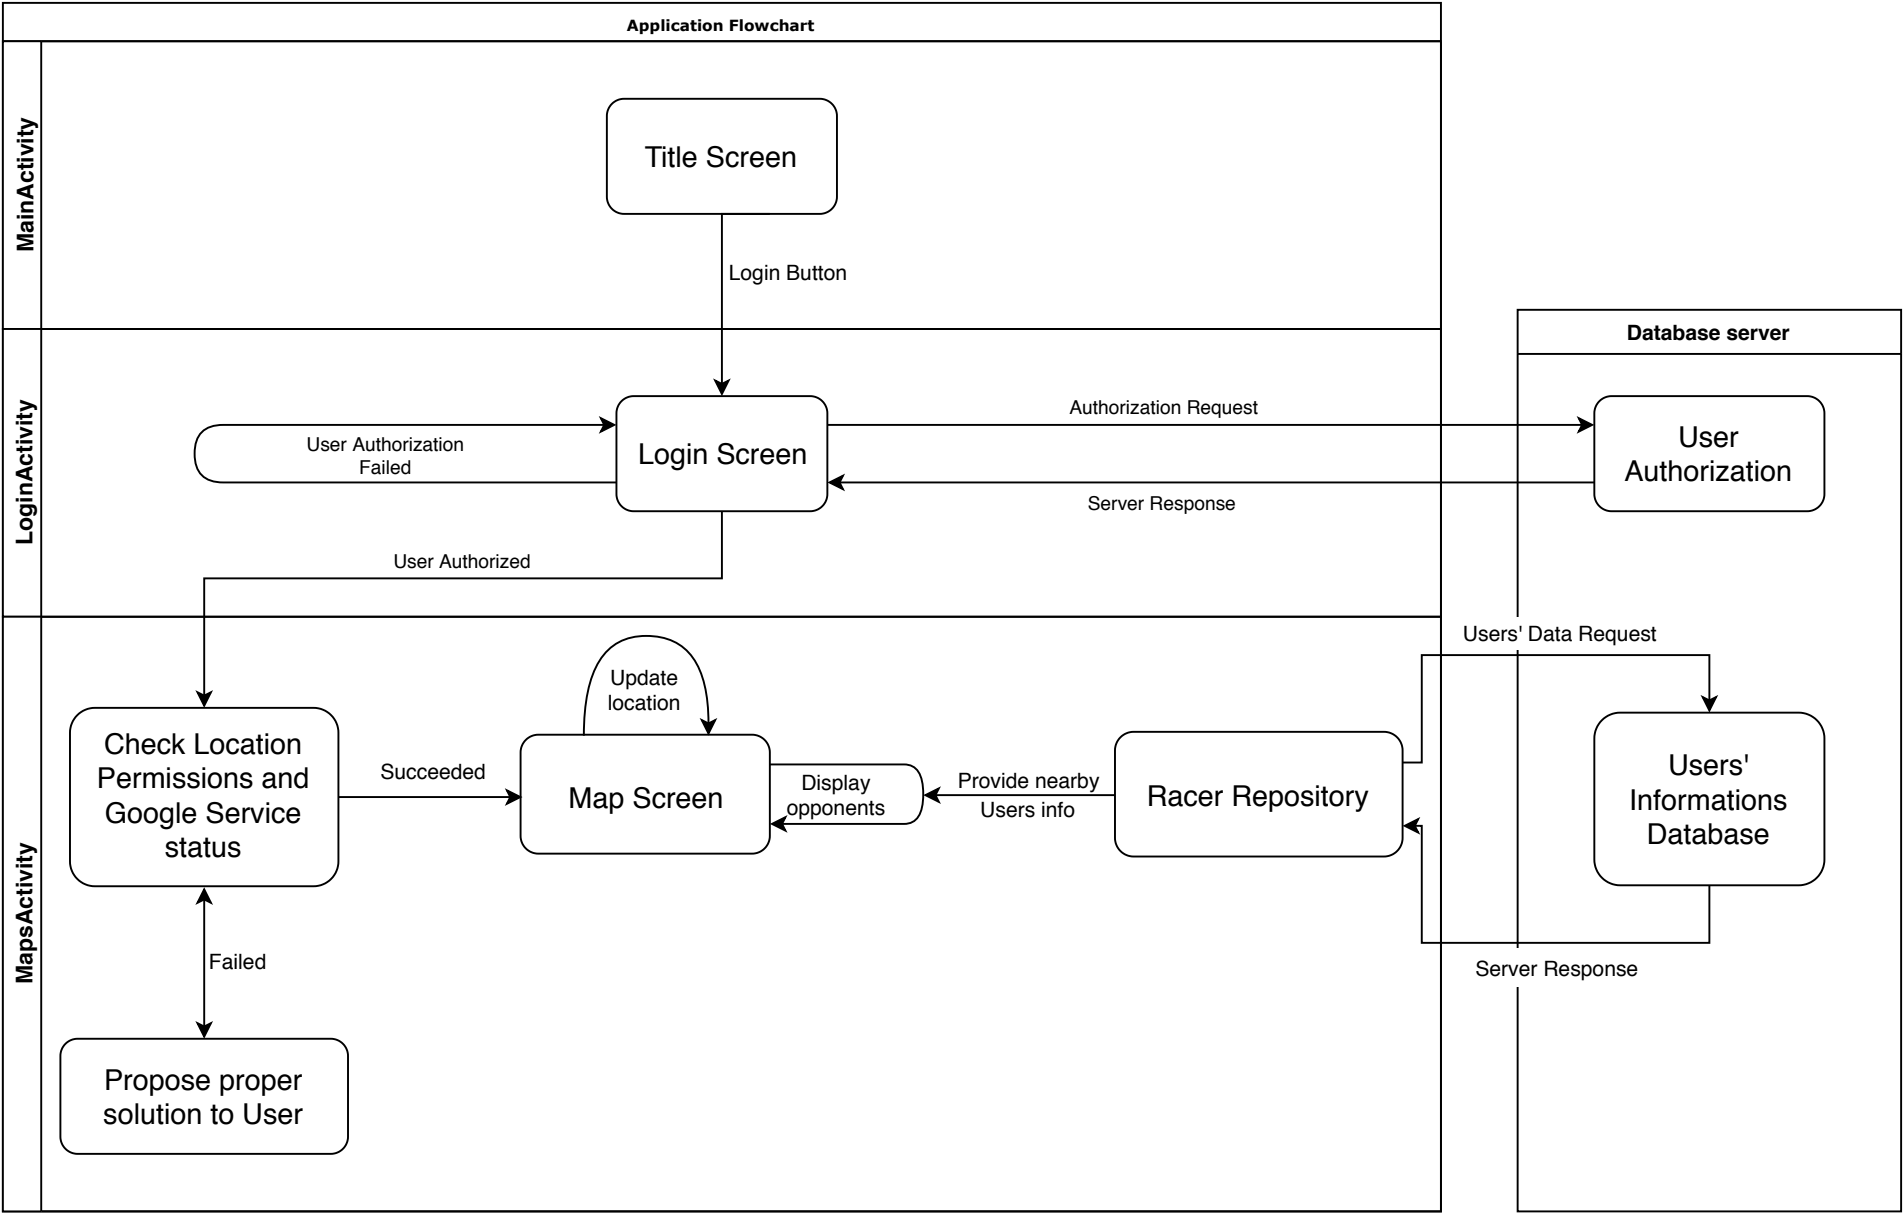 Application Flowchart
MainActivity
Title Screen
Login Button
Database server
LoginActivity
User Authorization
Failed
Login Screen
Authorization Request
Server Response
User
Authorization
User Authorized
MapsActivity
Check Location
Permissions and
Google Service
status
Succeeded
Update
location
Map Screen
Display
opponents
Provide nearby
Users info
Racer Repository
Users' Data Request
Users'
Informations
Database
Server Response
Failed
Propose proper
solution to User